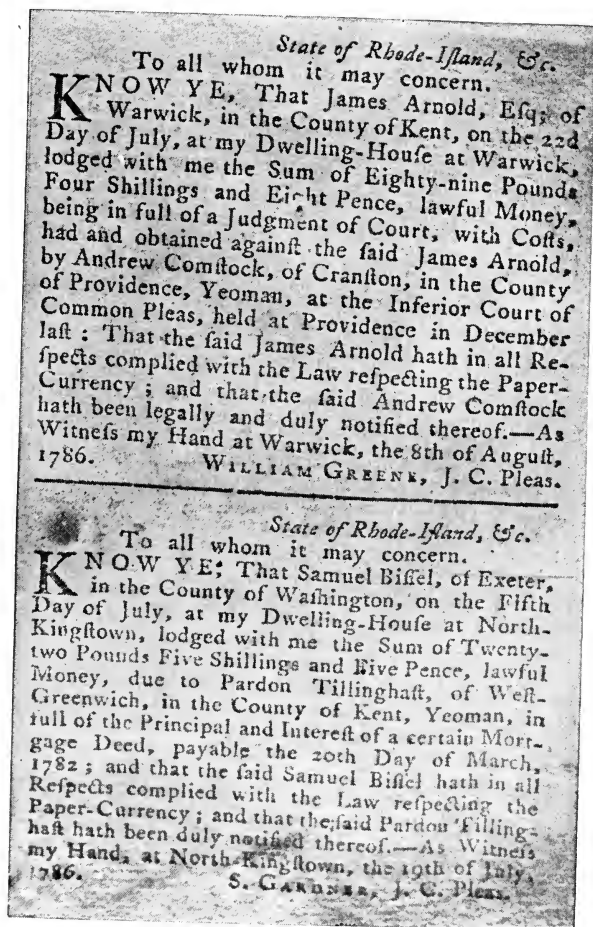 State of Rhode-Iſland, &c.
To all whom it may concern.
KNOW YE, That James Arnold, Eſq; of
Warwick, in the County of Kent, on the 22d
Day of July, at my Dwelling-Houſe at Warwick,
lodged with me the Sum of Eighty-nine Pounds
Four Shillings and Eight Pence, lawful Money,
being in full of a Judgment of Court, with Coſts,
had and obtained againſt the ſaid James Arnold,
by Andrew Comſtock, of Cranſton, in the County
of Providence, Yeoman, at the Inferior Court of
Common Pleas, held at Providence in December
laſt: That the ſaid James Arnold hath in all Re-
ſpects complied with the Law reſpecting the Paper-
Currency; and that the ſaid Andrew Comſtock
hath been legally and duly notified thereof.—As
Witneſs my Hand at Warwick, the 8th of Auguſt,
1786. WILLIAM GREENE, J. C. Pleas.
State of Rhode-Iſland, &c.
To all whom it may concern.
KNOW YE, That Samuel Biſſel, of Exeter,
in the County of Waſhington, on the Fifth
Day of July, at my Dwelling-Houſe at North-
Kingſtown, lodged with me the Sum of Twenty-
two Pounds Five Shillings and Five Pence, lawful
Money, due to Pardon Tillinghaſt, of Weſt-
Greenwich, in the County of Kent, Yeoman, in
full of the Principal and Intereſt of a certain Mort-
gage Deed, payable the 20th Day of March,
1782; and that the ſaid Samuel Biſſel hath in all
Reſpects complied with the Law reſpecting the
Paper-Currency; and that the ſaid Pardon Tilling-
haſt hath been duly notified thereof.—As Witneſs
my Hand, at North-Kingſtown, the 19th of July,
1786. S. GARDNER, J. C. Pleas.